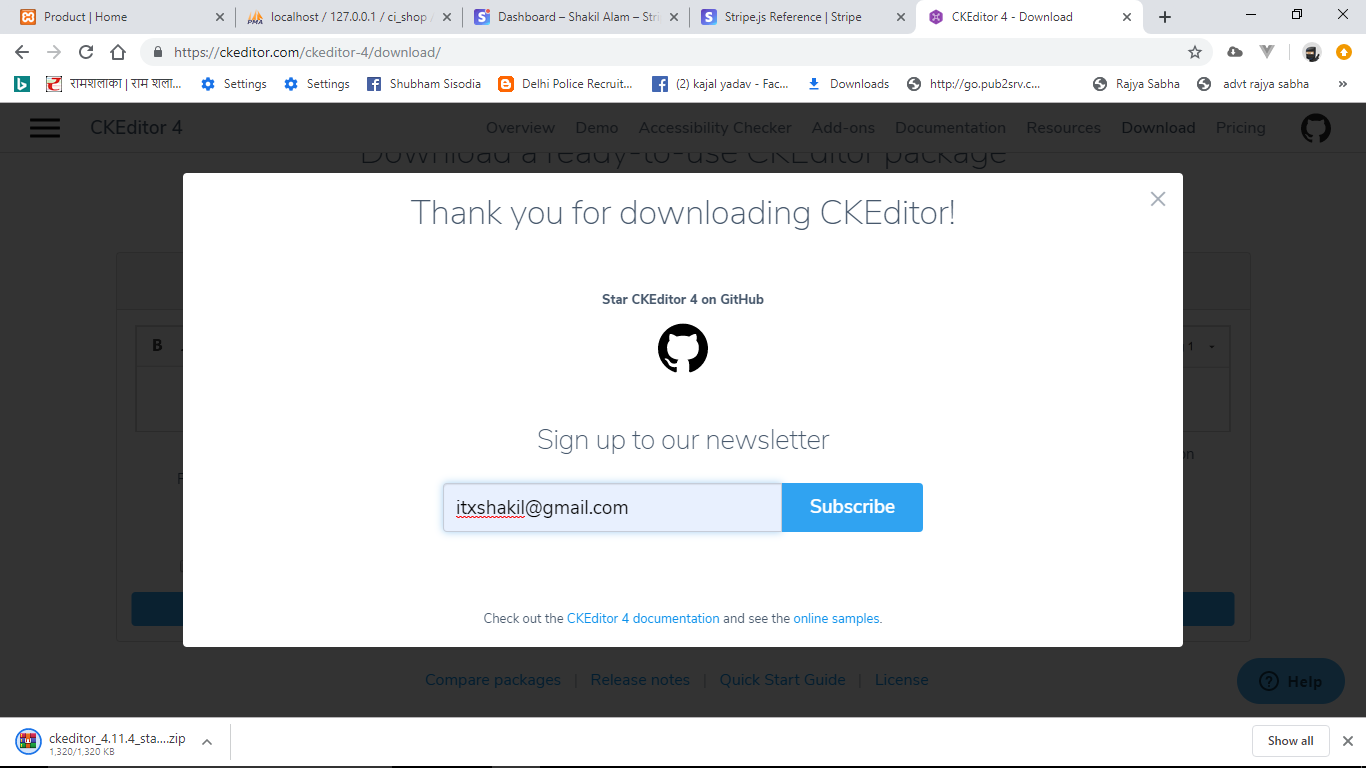 Product | Home
localhost / 127.0.0.1 / ci_shop
Dashboard – Shakil Alam – Stri
Stripe.js Reference | Stripe
CKEditor 4 - Download
https://ckeditor.com/ckeditor-4/download/
रामशलाका | राम शला...
Settings
Settings
Shubham Sisodia
Delhi Police Recruit...
(2) kajal yadav - Fac...
Downloads
http://go.pub2srv.c...
Rajya Sabha
advt rajya sabha
»
CKEditor 4
Overview
Demo
Accessibility Checker
Add-ons
Documentation
Resources
Download
Pricing
Download a ready-to-use CKEditor package
Thank you for downloading CKEditor!
Star CKEditor 4 on GitHub
B
1
Sign up to our newsletter
on
itxshakil@gmail.com
Subscribe
Check out the CKEditor 4 documentation and see the online samples.
Compare packages | Release notes | Quick Start Guide | License
Help
ckeditor_4.11.4_sta....zip
1,320/1,320 KB
Show all